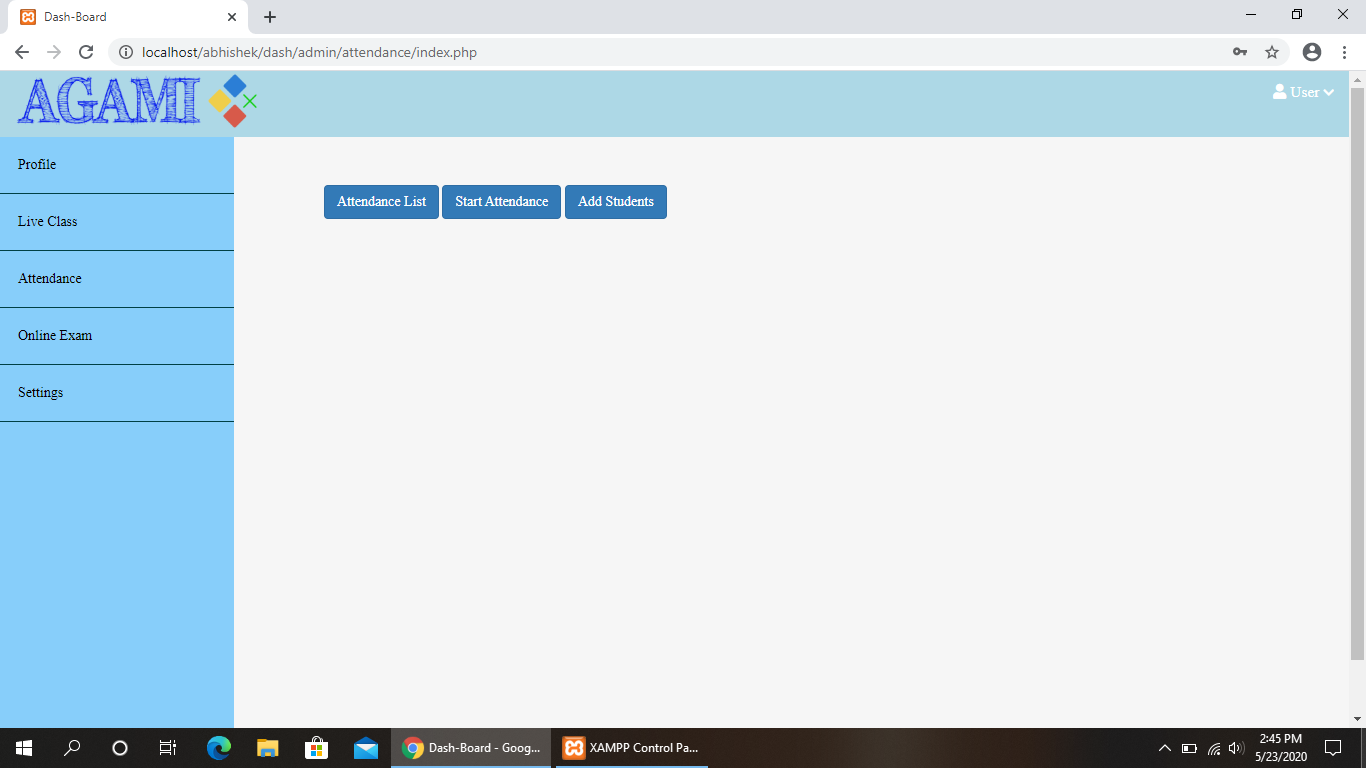 Dash-Board
localhost/abhishek/dash/admin/attendance/index.php
AGAMI
User
Profile
Live Class
Attendance
Online Exam
Settings
Attendance List Start Attendance Add Students
Dash-Board - Goog...
XAMPP Control Pa...
2:45 PM
5/23/2020